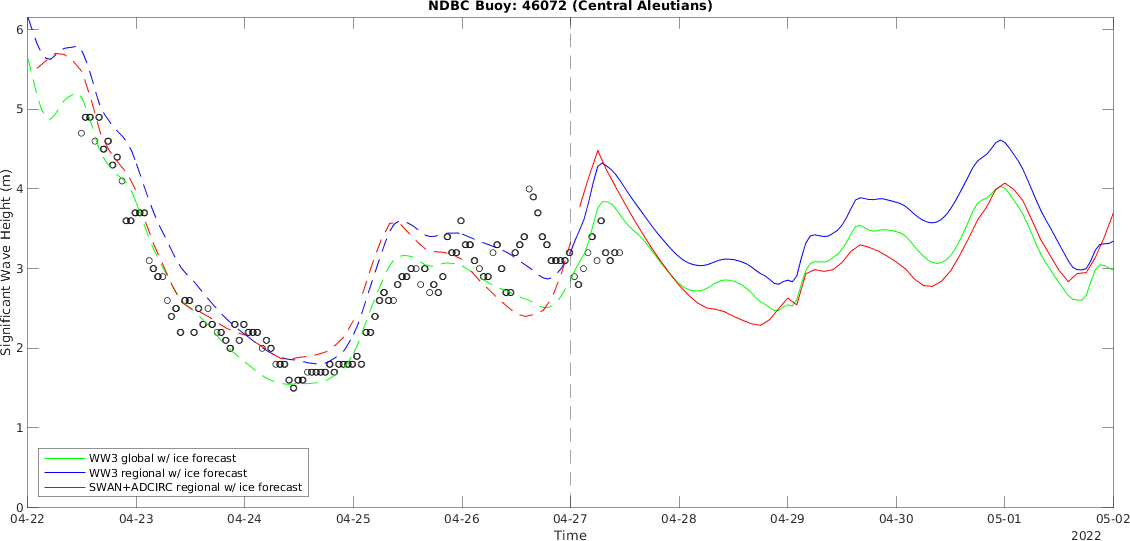 NDBC Buoy: 46072 (Central Aleutians)
Significant Wave Height (m)
6
5
4
3
2
1
0
WW3 global w/ ice forecast
WW3 regional w/ ice forecast
SWAN+ADCIRC regional w/ ice forecast
04-22 04-23 04-24 04-25 04-26 04-27 04-28 04-29 04-30 05-01 05-02
Time
2022